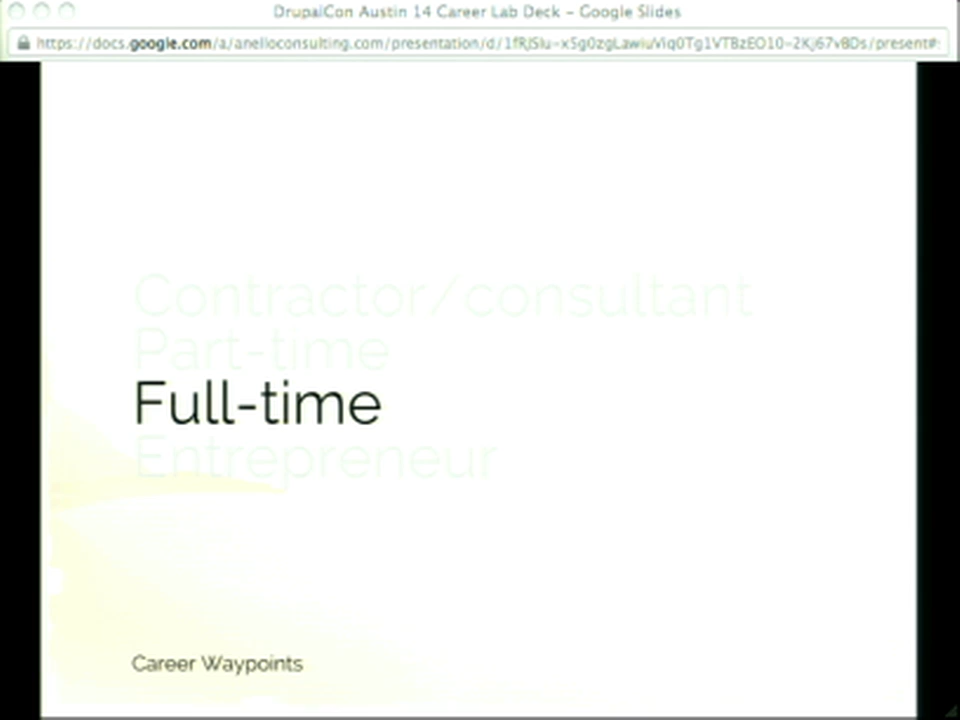 DrupalCon Austin 14 Career Lab Deck – Google Slides
Contractor/consultant
Part-time
Full-time
Entrepreneur
Career Waypoints